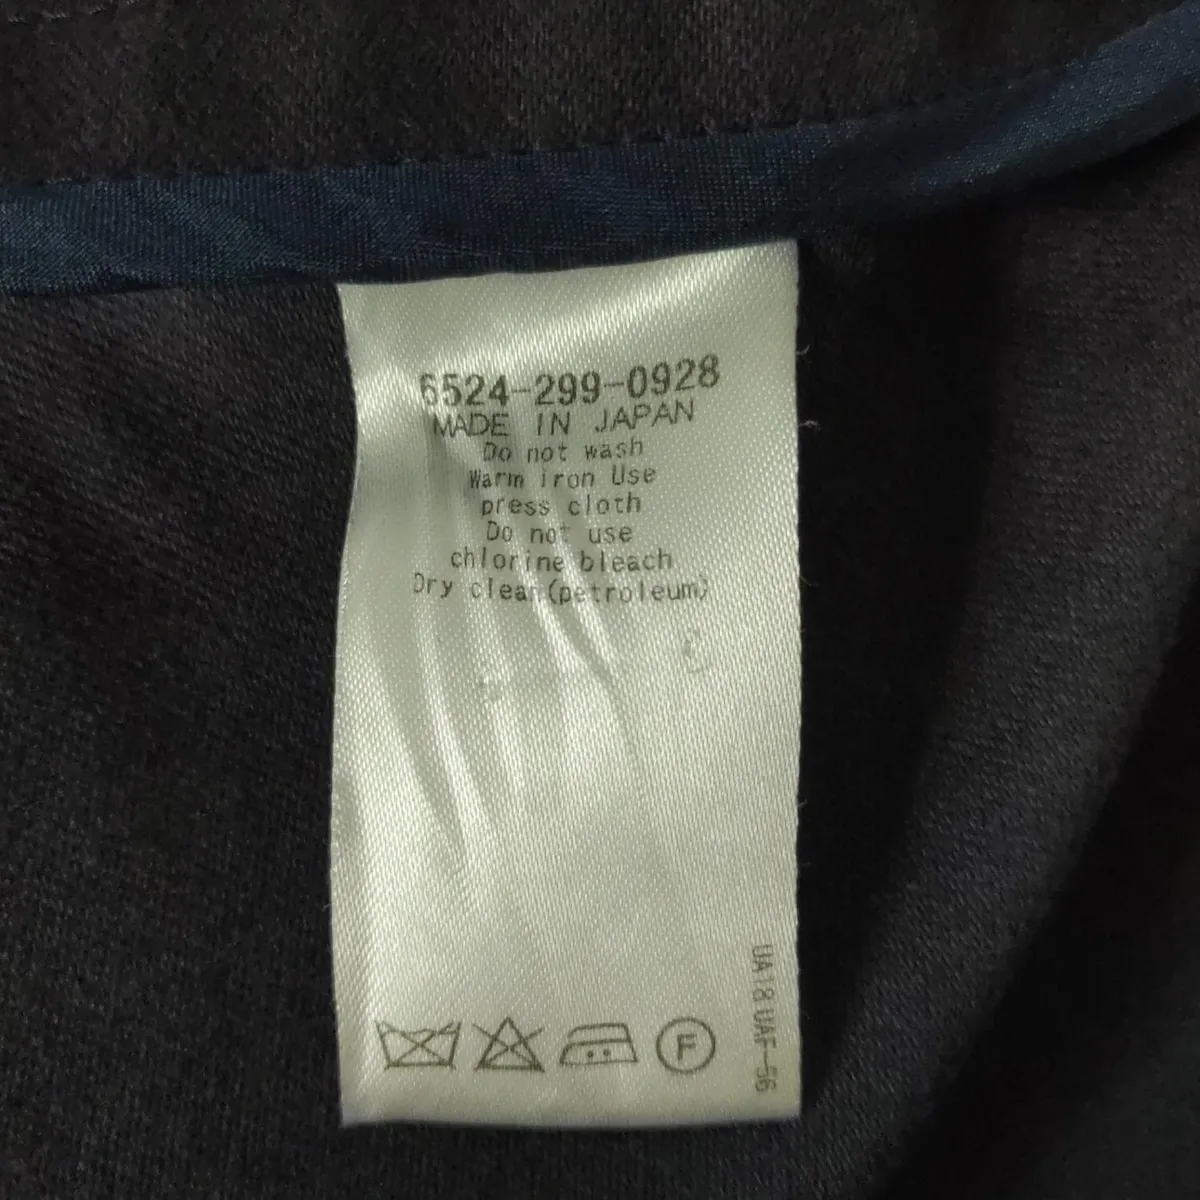 6524-299-0928
MADE IN JAPAN
Do not wash
Warm iron Use
press cloth
Do not use
chlorine bleach
Dry clean(petroleum)
UA18 UAF-56
F